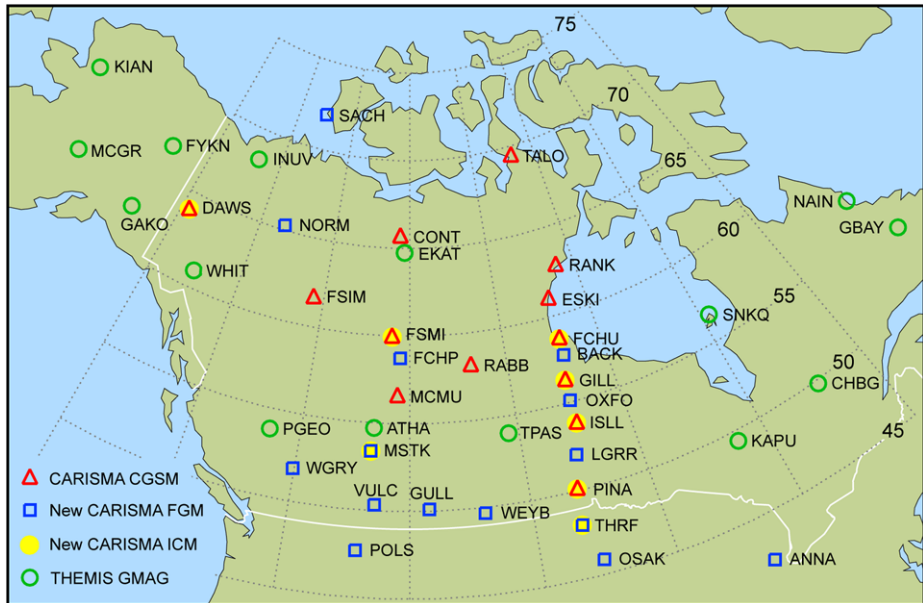 75
KIAN
SACH
70
MCGR
FYKN
INUV
TALO
65
DAWS
GAKO
NORM
NAIN
GBAY
CONT
EKAT
60
WHIT
RANK
FSIM
ESKI
55
SNKQ
FSMI
FCHU
FCHP
BACK
RABB
50
GILL
CHBG
MCMU
OXFO
ISLL
45
PGEO
ATHA
TPAS
KAPU
MSTK
LGRR
WGRY
CARISMA CGSM
VULC
GULL
PINA
New CARISMA FGM
WEYB
THRF
New CARISMA ICM
POLS
OSAK
ANNA
THEMIS GMAG